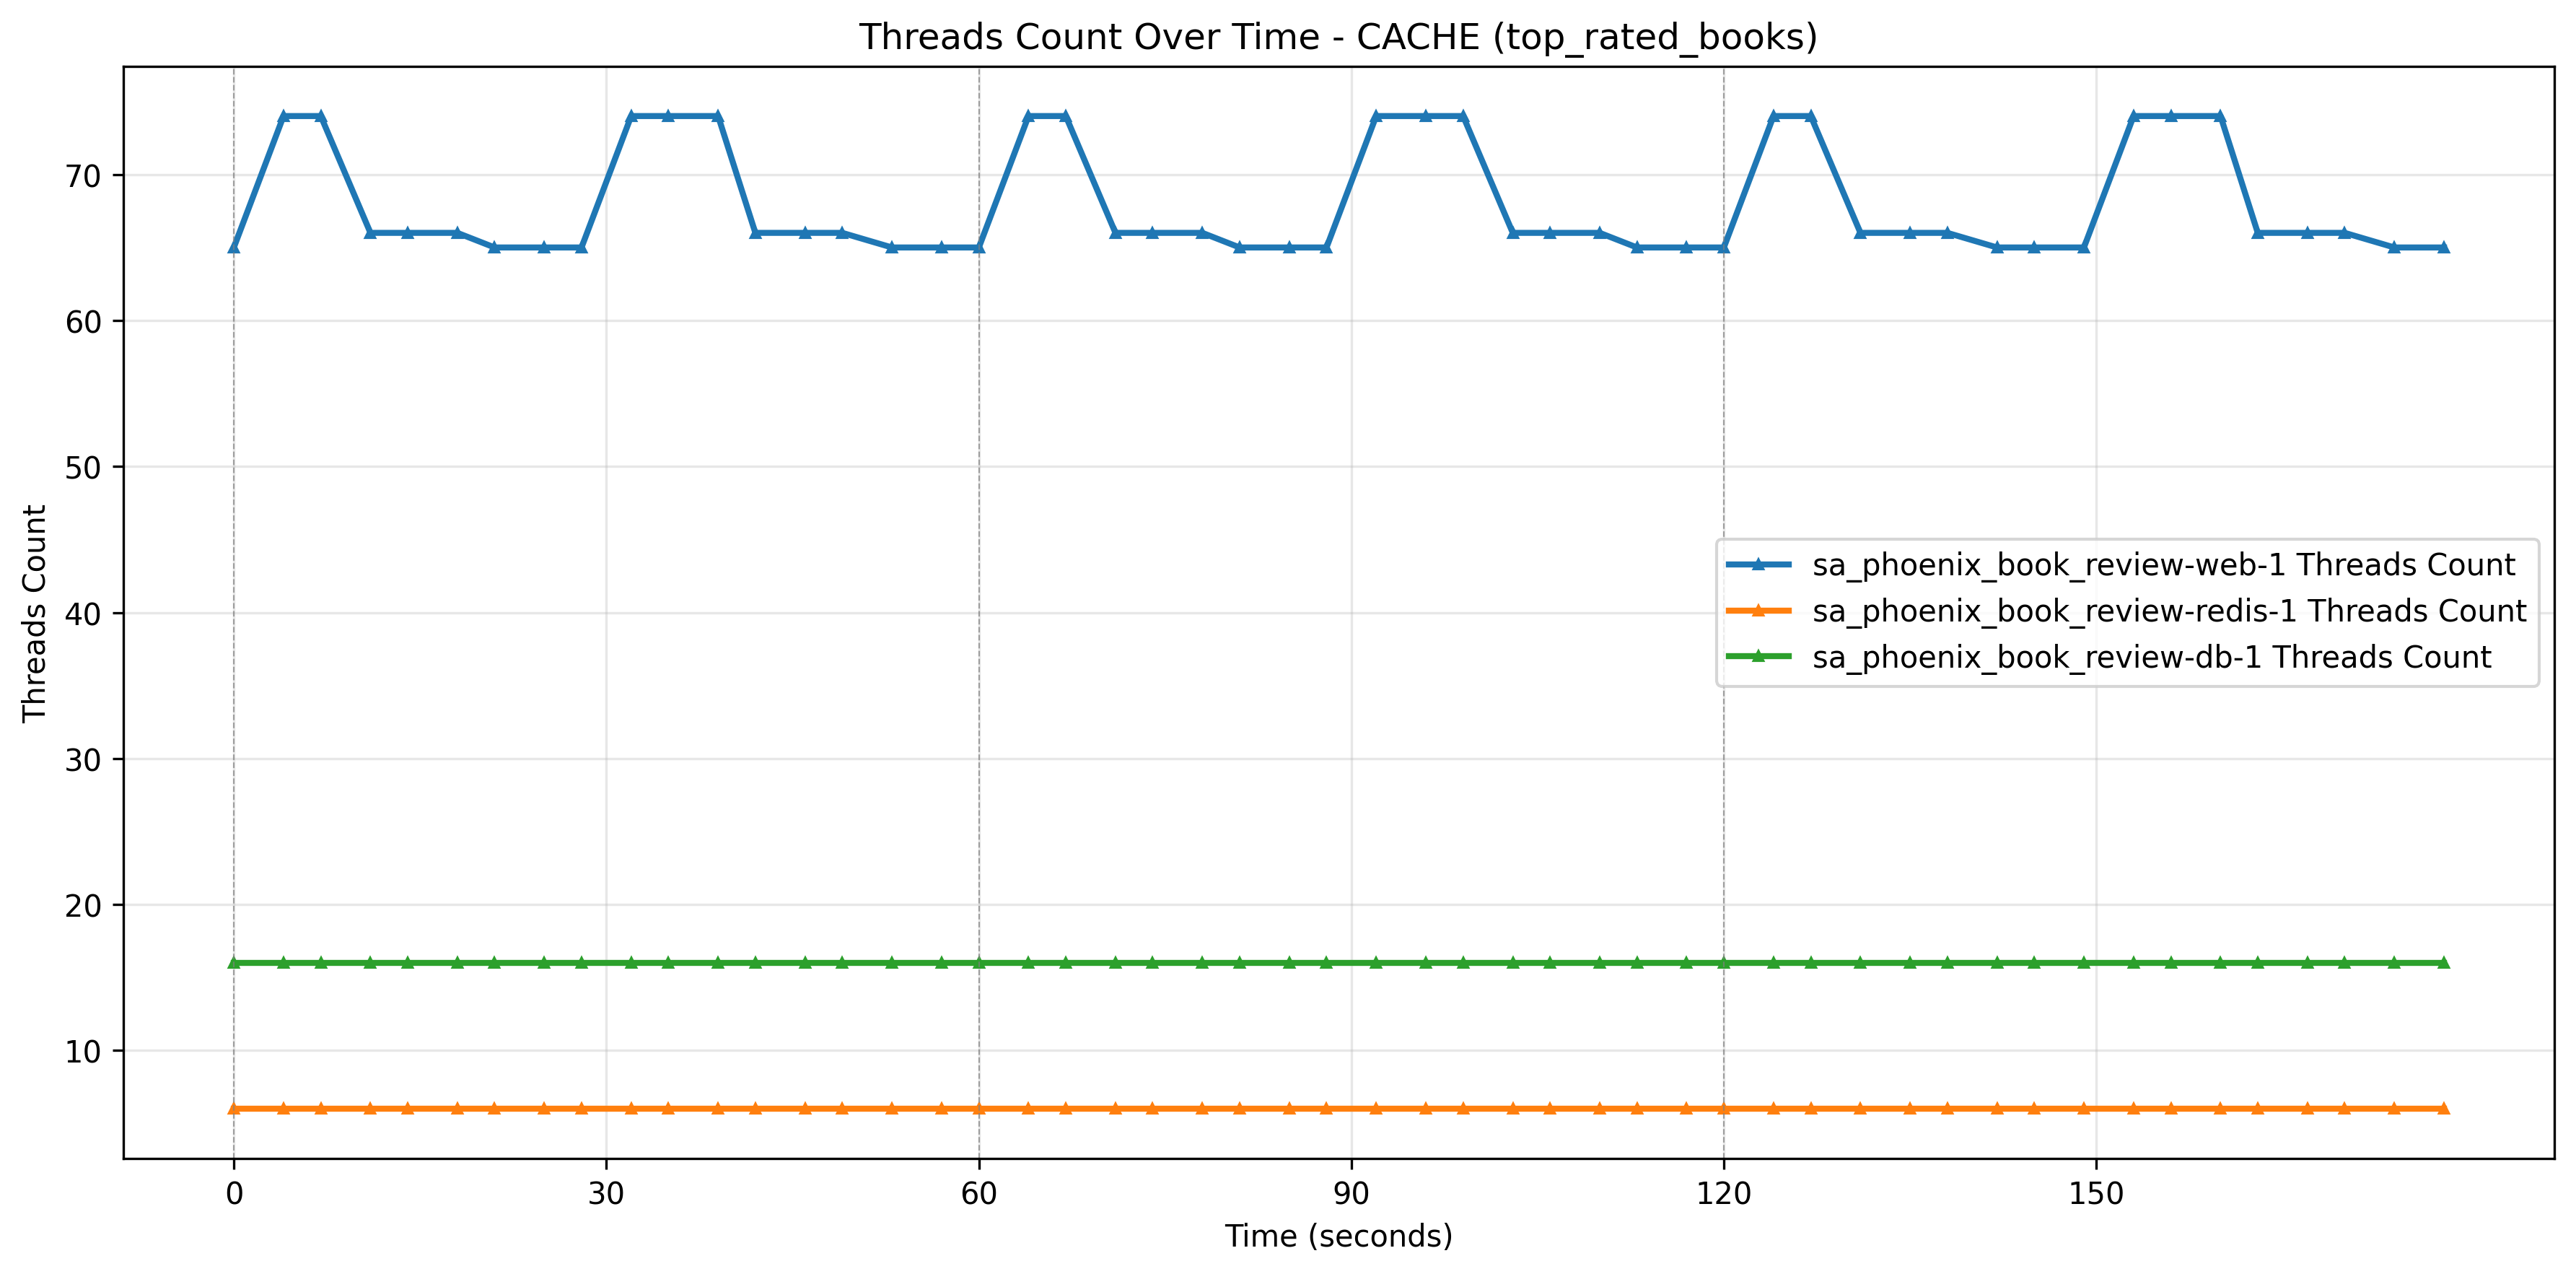 Threads Count Over Time - CACHE (top_rated_books)
Threads Count
70
60
50
40
30
20
10
sa_phoenix_book_review-web-1 Threads Count
sa_phoenix_book_review-redis-1 Threads Count
sa_phoenix_book_review-db-1 Threads Count
0 30 60 90 120 150
Time (seconds)